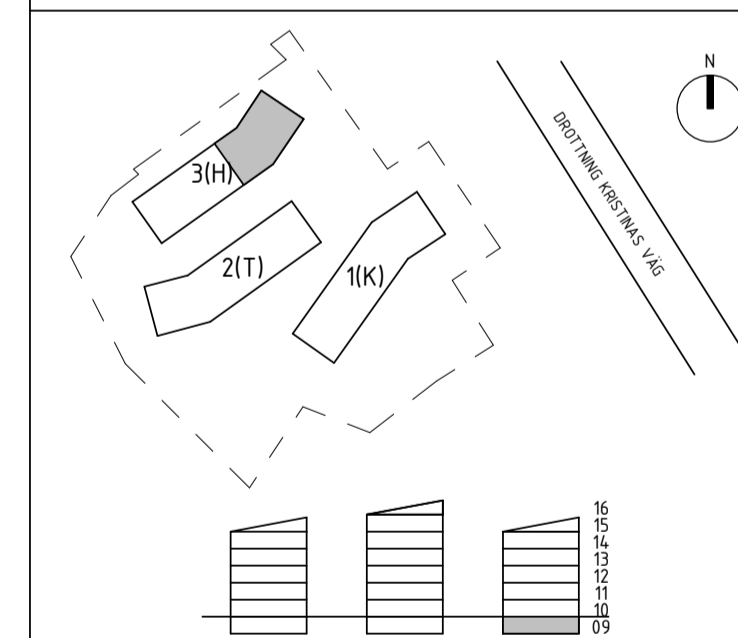 N
DROTTNING KRISTINAS VÄG
3(H)
2(T)
1(K)
16
15
14
13
12
11
10
09